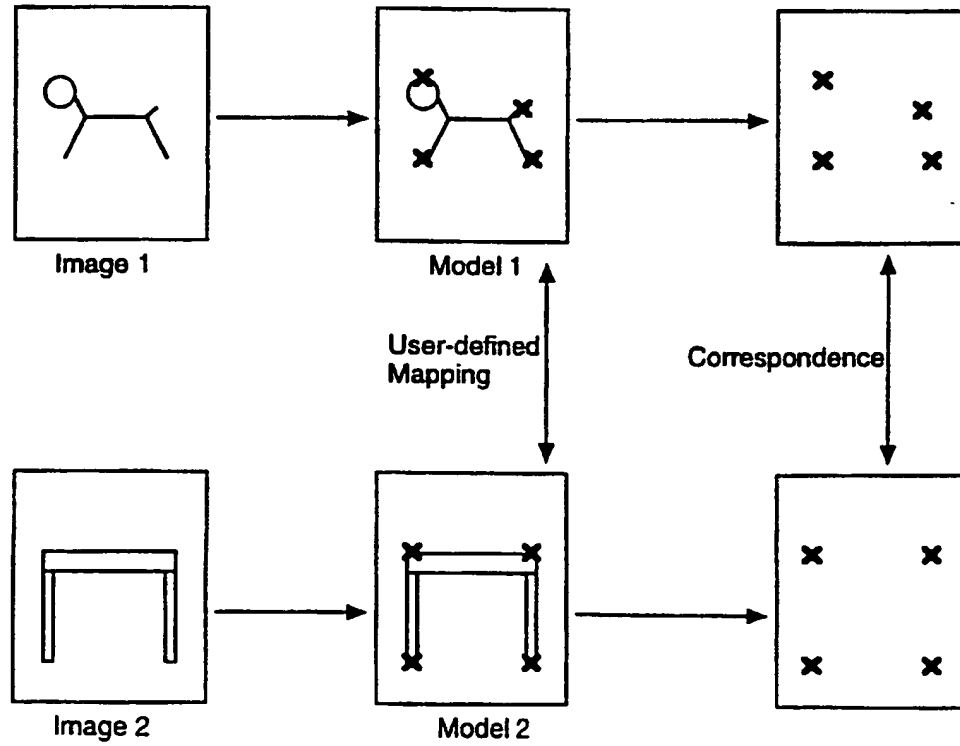 Image 1
Model 1
User-defined
Mapping
Correspondence
Image 2
Model 2